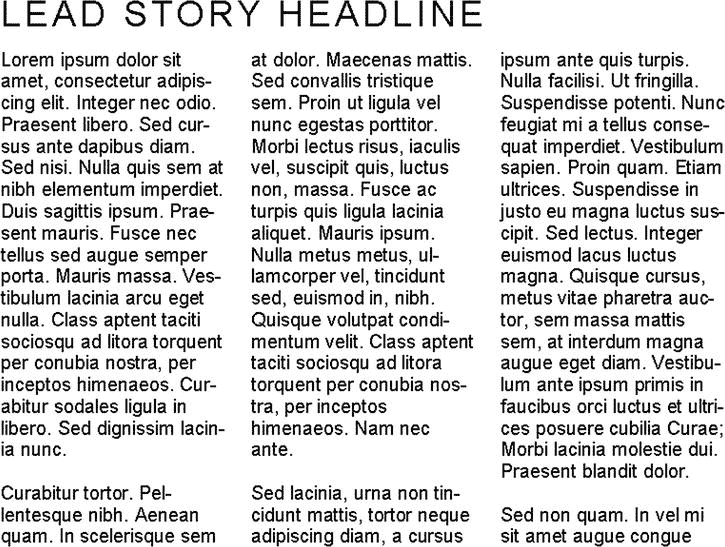 LEAD STORY HEADLINE
Lorem ipsum dolor sit
amet, consectetur adipis-
cing elit. Integer nec odio.
Praesent libero. Sed cur-
sus ante dapibus diam.
Sed nisi. Nulla quis sem at
nibh elementum imperdiet.
Duis sagittis ipsum. Prae-
sent mauris. Fusce nec
tellus sed augue semper
porta. Mauris massa. Ves-
tibulum lacinia arcu eget
nulla. Class aptent taciti
sociosqu ad litora torquent
per conubia nostra, per
inceptos himenaeos. Cur-
abitur sodales ligula in
libero. Sed dignissim lacin-
ia nunc.
Curabitur tortor. Pel-
lentesque nibh. Aenean
quam. In scelerisque sem
at dolor. Maecenas mattis.
Sed convallis tristique
sem. Proin ut ligula vel
nunc egestas porttitor.
Morbi lectus risus, iaculis
vel, suscipit quis, luctus
non, massa. Fusce ac
turpis quis ligula lacinia
aliquet. Mauris ipsum.
Nulla metus metus, ul-
lamcorper vel, tincidunt
sed, euismod in, nibh.
Quisque volutpat condi-
mentum velit. Class aptent
taciti sociosqu ad litora
torquent per conubia nos-
tra, per inceptos
himenaeos. Nam nec
ante.
Sed lacinia, urna non tin-
cidunt mattis, tortor neque
adipiscing diam, a cursus
ipsum ante quis turpis.
Nulla facilisi. Ut fringilla.
Suspendisse potenti. Nunc
feugiat mi a tellus conse-
quat imperdiet. Vestibulum
sapien. Proin quam. Etiam
ultrices. Suspendisse in
justo eu magna luctus sus-
cipit. Sed lectus. Integer
euismod lacus luctus
magna. Quisque cursus,
metus vitae pharetra auc-
tor, sem massa mattis
sem, at interdum magna
augue eget diam. Vestibu-
lum ante ipsum primis in
faucibus orci luctus et ultri-
ces posuere cubilia Curae;
Morbi lacinia molestie dui.
Praesent blandit dolor.
Sed non quam. In vel mi
sit amet augue congue